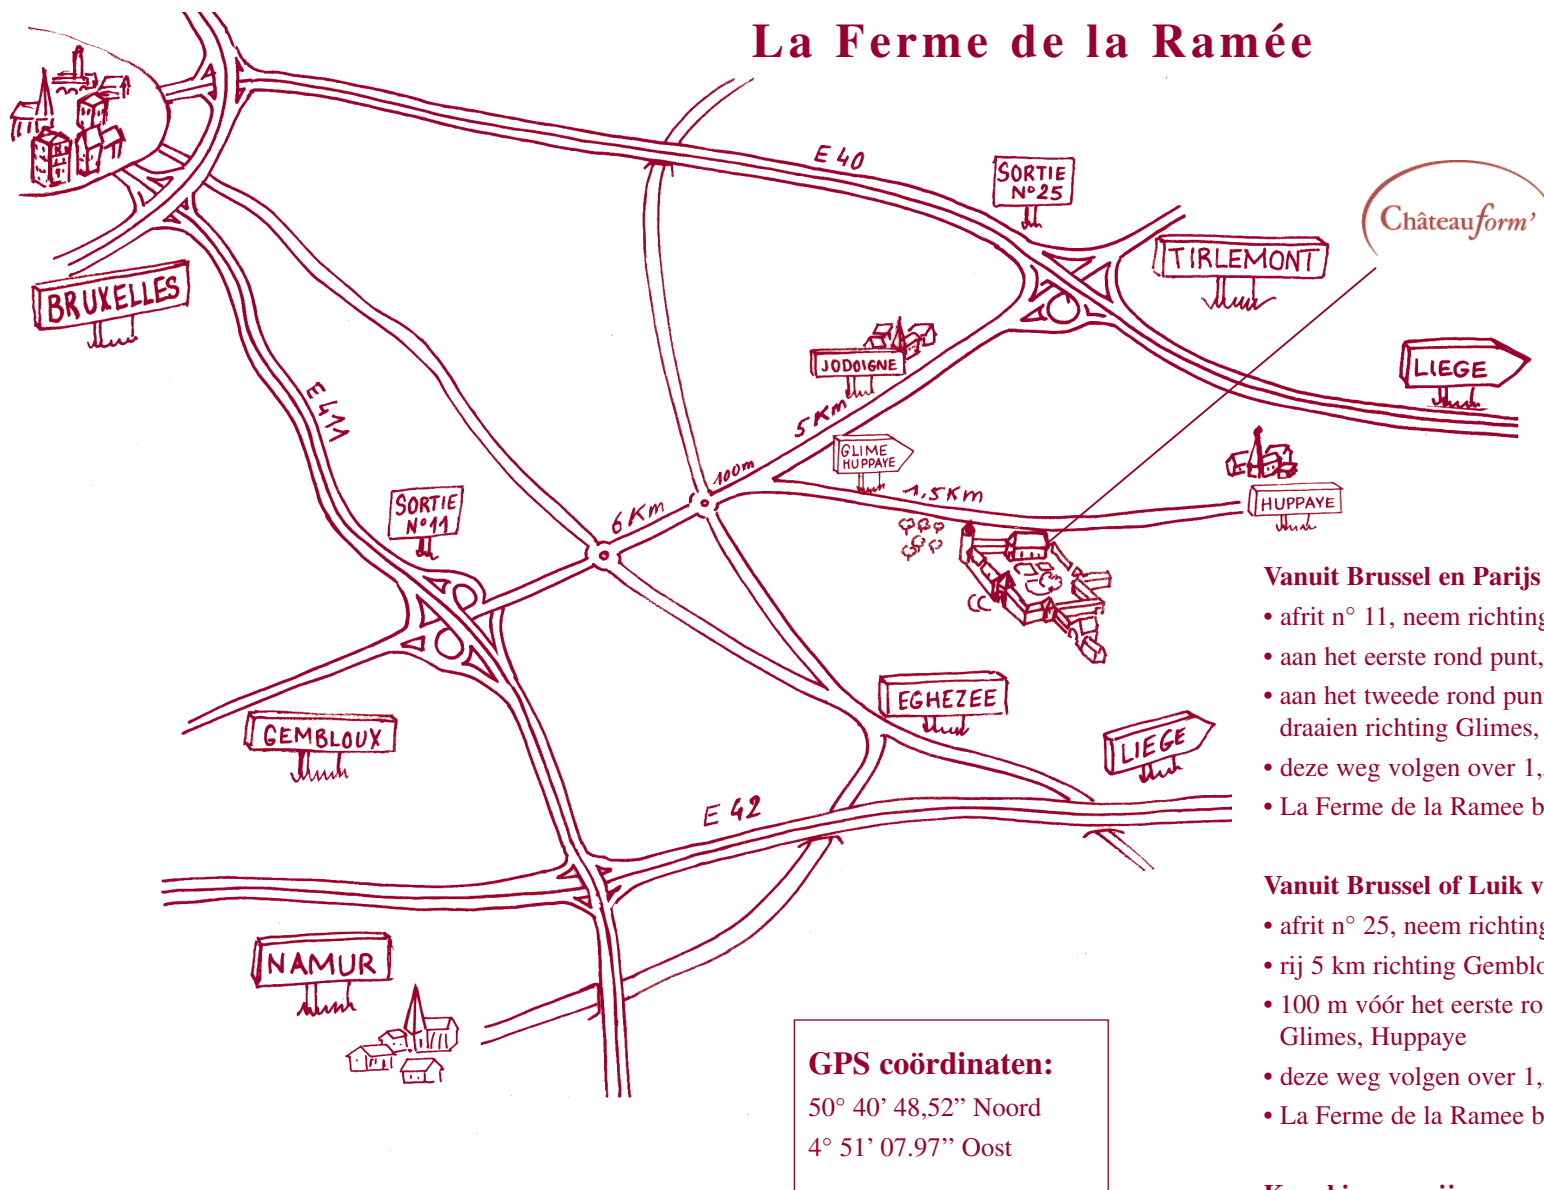 La Ferme de la Ramée
E 40
SORTIE
N°25
Châteauform'
TIRLEMONT
BRUXELLES
LIEGE
JODOIGNE
E 411
5 Km
GLIME
HUPPAYE
100m
1,5 Km
HUPPAYE
SORTIE
N°11
6 Km
EGHEZEE
GEMBLOUX
LIEGE
E 42
NAMUR
GPS coördinaten:
50° 40’ 48,52” Noord
4° 51’ 07.97” Oost
Vanuit Brussel en Parijs
• afrit n° 11, neem richting
• aan het eerste rond punt,
• aan het tweede rond pun
draaien richting Glimes,
• deze weg volgen over 1,
• La Ferme de la Ramee b
Vanuit Brussel of Luik v
• afrit n° 25, neem richting
• rij 5 km richting Gemblo
• 100 m vóór het eerste ro
Glimes, Huppaye
• deze weg volgen over 1,
• La Ferme de la Ramee b